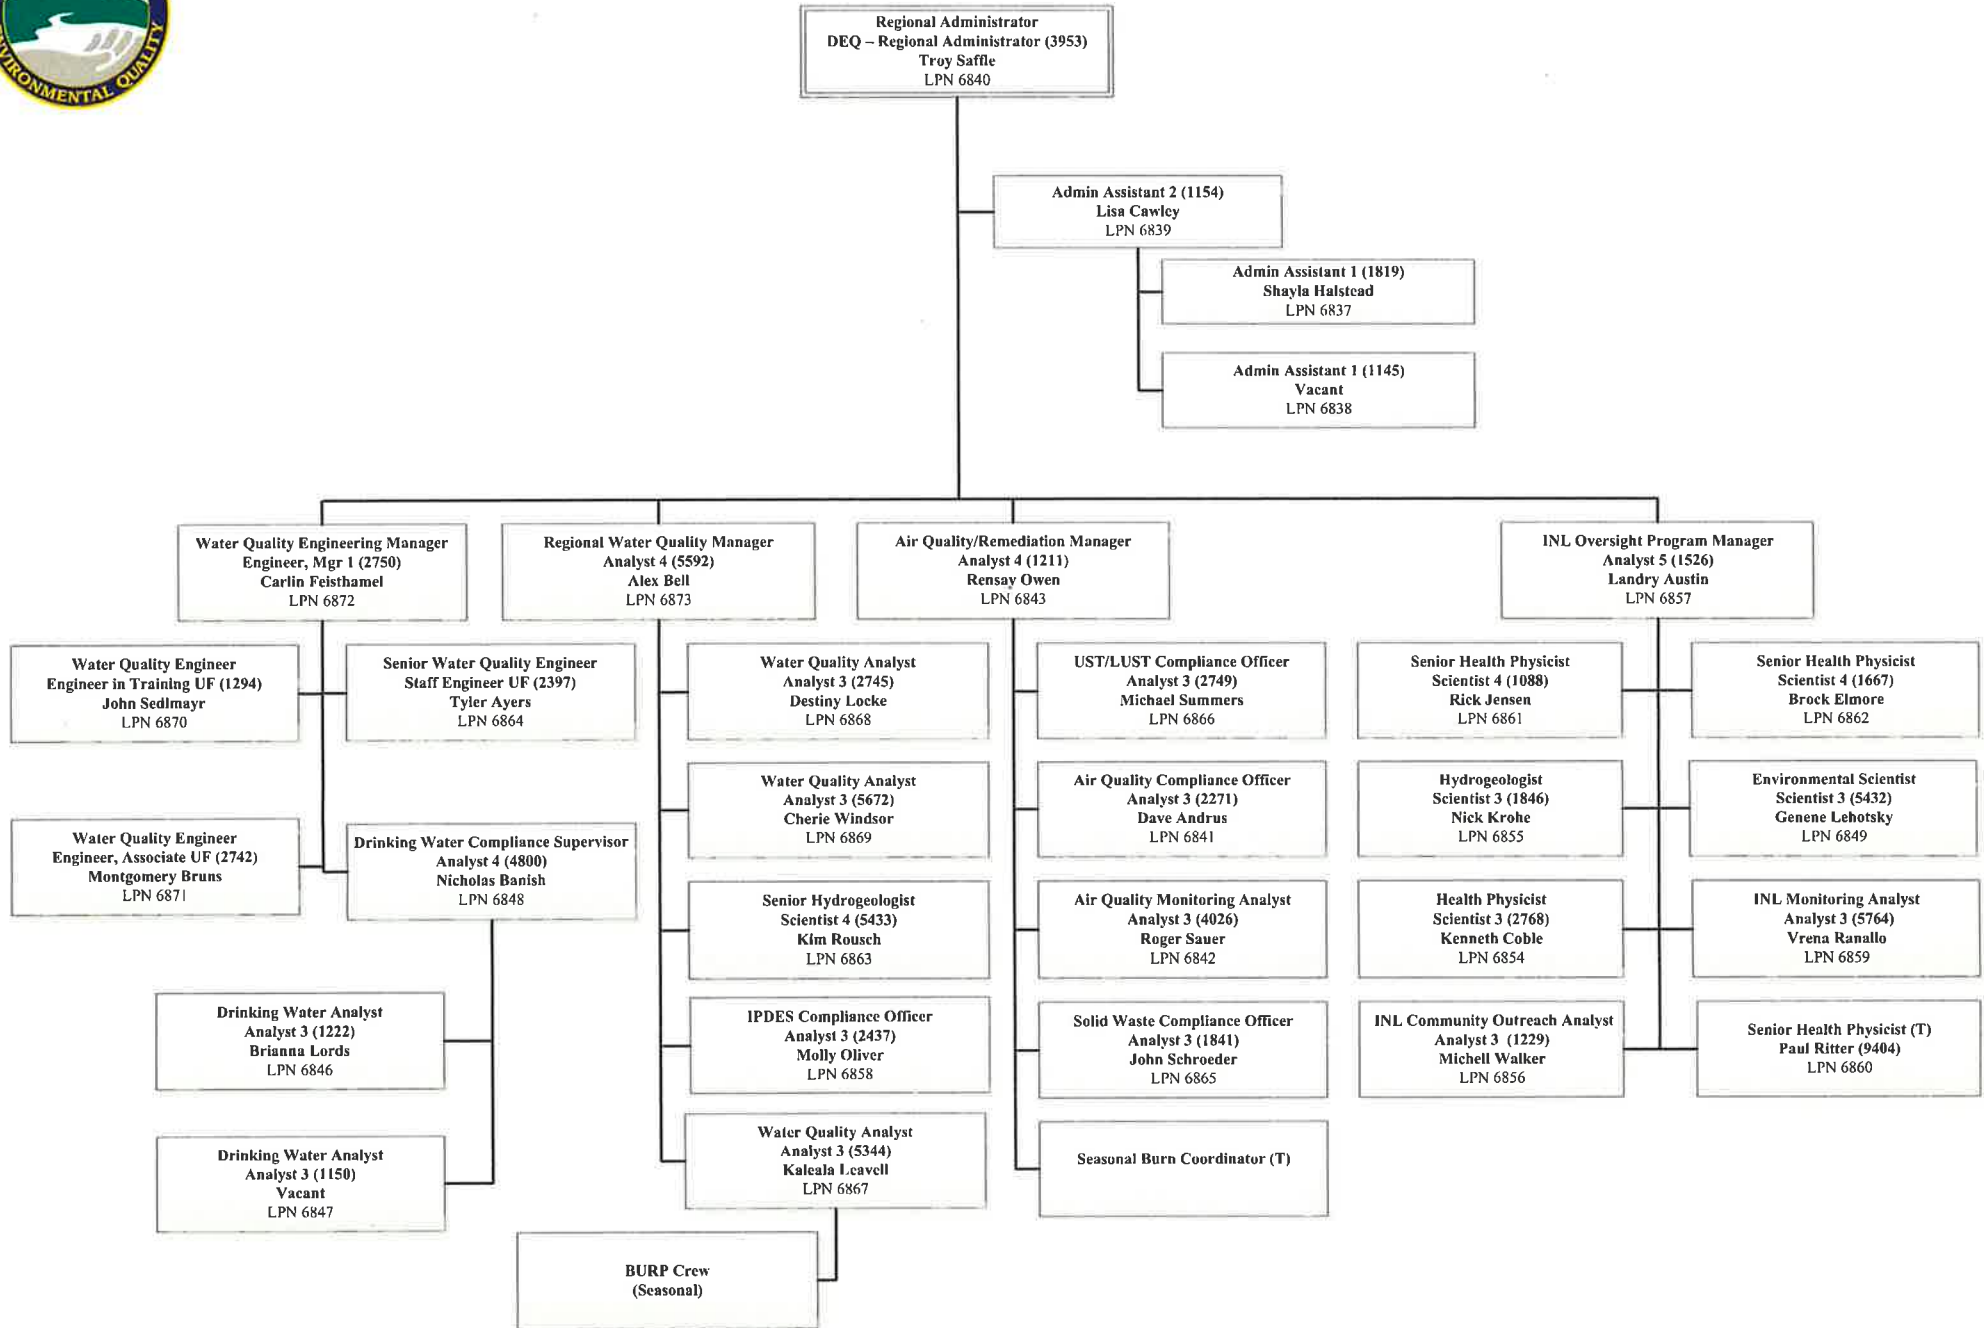 ENVIRONMENTAL QUALITY
Regional Administrator
DEQ – Regional Administrator (3953)
Troy Saffle
LPN 6840
Admin Assistant 2 (1154)
Lisa Cawley
LPN 6839
Admin Assistant 1 (1819)
Shayla Halstead
LPN 6837
Admin Assistant 1 (1145)
Vacant
LPN 6838
Water Quality Engineering Manager
Engineer, Mgr 1 (2750)
Carlin Feisthamel
LPN 6872
Regional Water Quality Manager
Analyst 4 (5592)
Alex Bell
LPN 6873
Air Quality/Remediation Manager
Analyst 4 (1211)
Rensay Owen
LPN 6843
INL Oversight Program Manager
Analyst 5 (1526)
Landry Austin
LPN 6857
Water Quality Engineer
Engineer in Training UF (1294)
John Sedlmayr
LPN 6870
Senior Water Quality Engineer
Staff Engineer UF (2397)
Tyler Ayers
LPN 6864
Water Quality Engineer
Engineer, Associate UF (2742)
Montgomery Bruns
LPN 6871
Drinking Water Compliance Supervisor
Analyst 4 (4800)
Nicholas Banish
LPN 6848
Drinking Water Analyst
Analyst 3 (1222)
Brianna Lords
LPN 6846
Drinking Water Analyst
Analyst 3 (1150)
Vacant
LPN 6847
Water Quality Analyst
Analyst 3 (2745)
Destiny Locke
LPN 6868
Water Quality Analyst
Analyst 3 (5672)
Cherie Windsor
LPN 6869
Senior Hydrogeologist
Scientist 4 (5433)
Kim Rousch
LPN 6863
IPDES Compliance Officer
Analyst 3 (2437)
Molly Oliver
LPN 6858
Water Quality Analyst
Analyst 3 (5344)
Kaleala Leavell
LPN 6867
BURP Crew
(Seasonal)
UST/LUST Compliance Officer
Analyst 3 (2749)
Michael Summers
LPN 6866
Air Quality Compliance Officer
Analyst 3 (2271)
Dave Andrus
LPN 6841
Air Quality Monitoring Analyst
Analyst 3 (4026)
Roger Sauer
LPN 6842
Solid Waste Compliance Officer
Analyst 3 (1841)
John Schroeder
LPN 6865
Seasonal Burn Coordinator (T)
Senior Health Physicist
Scientist 4 (1088)
Rick Jensen
LPN 6861
Senior Health Physicist
Scientist 4 (1667)
Brock Elmore
LPN 6862
Hydrogeologist
Scientist 3 (1846)
Nick Krohe
LPN 6855
Environmental Scientist
Scientist 3 (5432)
Genene Lehotsky
LPN 6849
Health Physicist
Scientist 3 (2768)
Kenneth Coble
LPN 6854
INL Monitoring Analyst
Analyst 3 (5764)
Vrena Ranallo
LPN 6859
INL Community Outreach Analyst
Analyst 3 (1229)
Michell Walker
LPN 6856
Senior Health Physicist (T)
Paul Ritter (9404)
LPN 6860